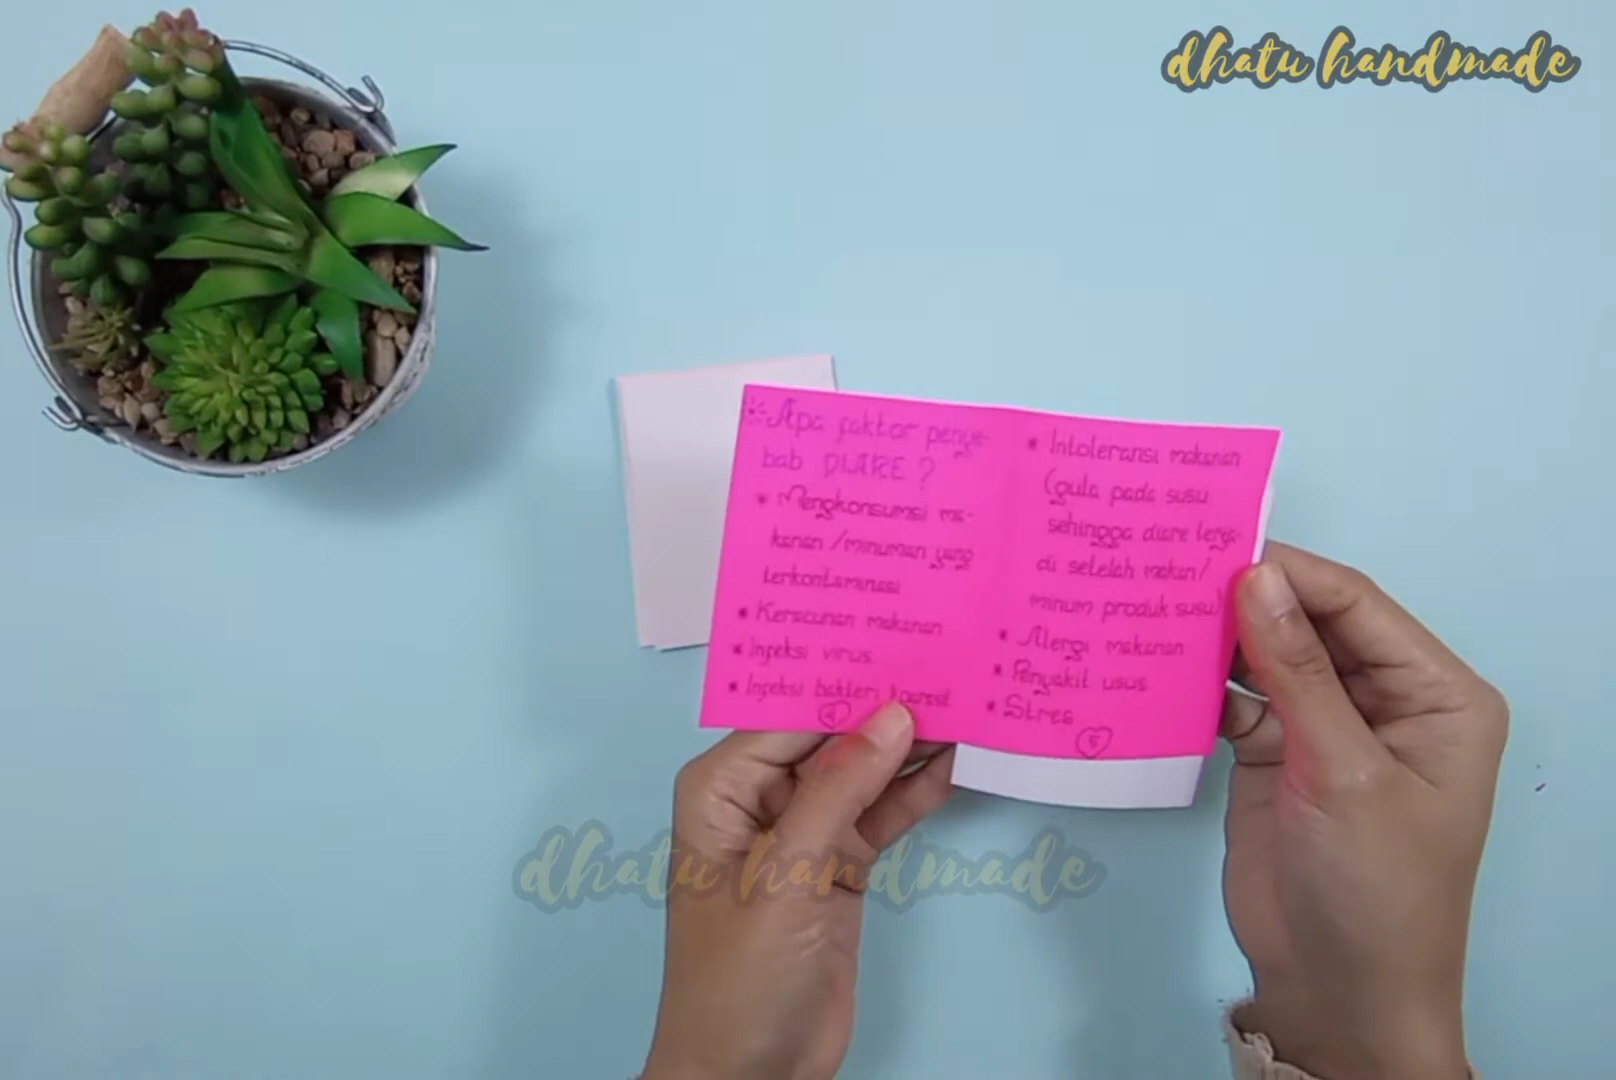 dhatu handmade
Apa faktor penye-
bab DIARE ?
* Mengkonsumsi ma-
kanan / minuman yang
terkontaminasi
* Keracunan makanan
* Infeksi virus
* Infeksi bakteri
4
* Intoleransi makanan
(gula pada susu
sehingga diare terja-
di setelah makan/
minum produk susu)
* Alergi makanan
* Penyakit usus
* Stres
5
dhatu handmade